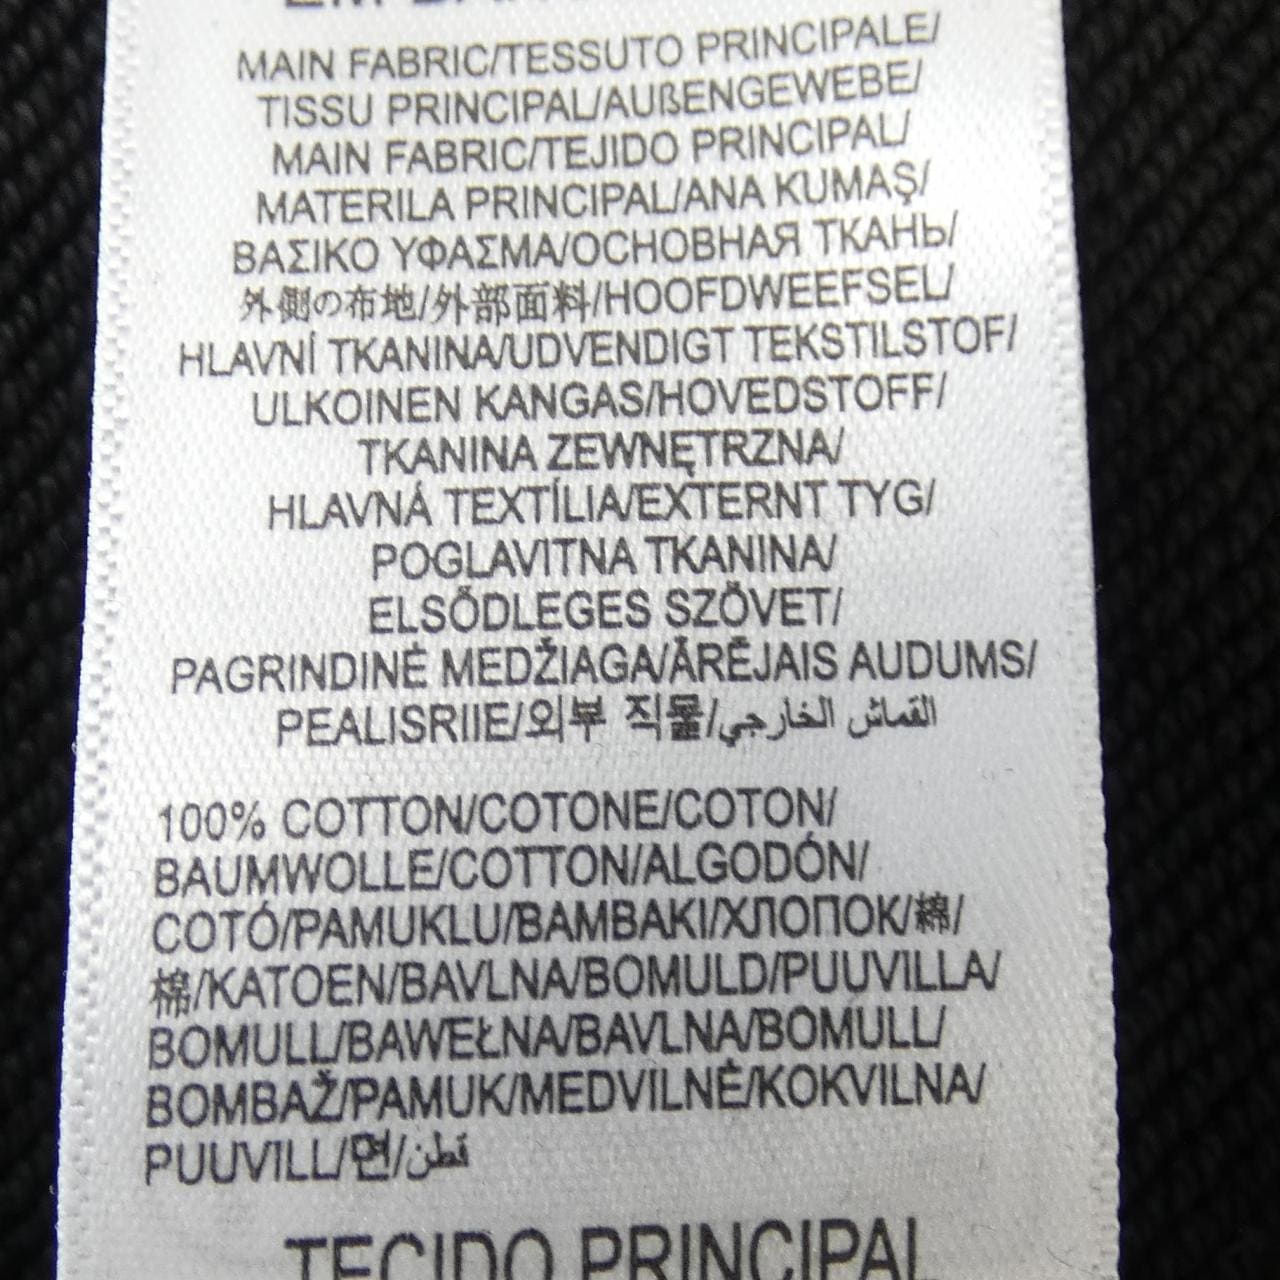 MAIN FABRIC/TESSUTO PRINCIPALE/
TISSU PRINCIPAL/AUßENGEWEBE/
MAIN FABRIC/TEJIDO PRINCIPAL/
MATERILA PRINCIPAL/ANA KUMAŞ/
ΒΑΣΙΚΟ ΥΦΑΣΜΑ/ОСНОВНАЯ ТКАНЬ/
外側の布地/外部面料/HOOFDWEEFSEL/
HLAVNÍ TKANINA/UDVENDIGT TEKSTILSTOF/
ULKOINEN KANGAS/HOVEDSTOFF/
TKANINA ZEWNĘTRZNA/
HLAVNÁ TEXTÍLIA/EXTERNT TYG/
POGLAVITNA TKANINA/
ELSŐDLEGES SZÖVET/
PAGRINDINĖ MEDŽIAGA/ĀRĒJAIS AUDUMS/
PEALISRIIE/외부 직물/القماش الخارجي
100% COTTON/COTONE/COTON/
BAUMWOLLE/COTTON/ALGODÓN/
COTÓ/PAMUKLU/BAMBAKI/ХЛОПОК/綿/
棉/KATOEN/BAVLNA/BOMULD/PUUVILLA/
BOMULL/BAWEŁNA/BAVLNA/BOMULL/
BOMBAŽ/PAMUK/MEDVILNĖ/KOKVILNA/
PUUVILL/면/قطن
TECIDO PRINCIPAL